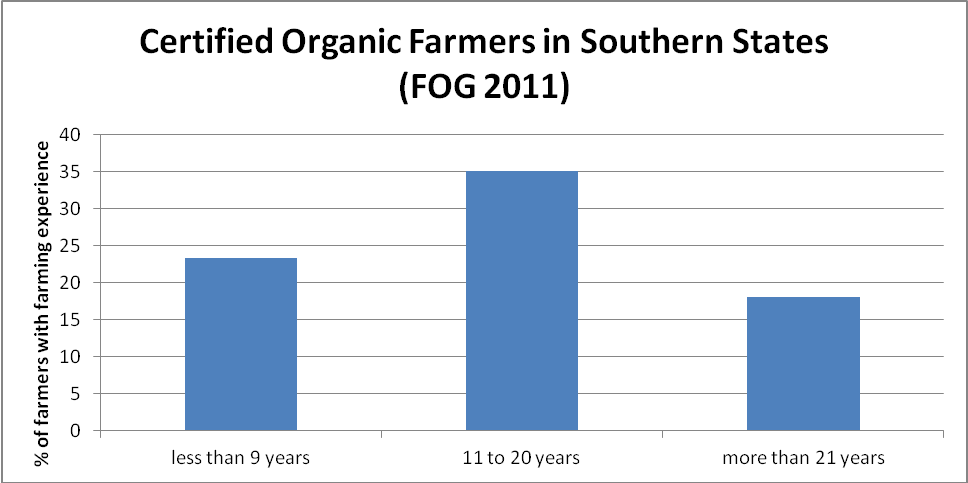 Certified Organic Farmers in Southern States
(FOG 2011)
% of farmers with farming experience
40
35
30
25
20
15
10
5
0
less than 9 years
11 to 20 years
more than 21 years